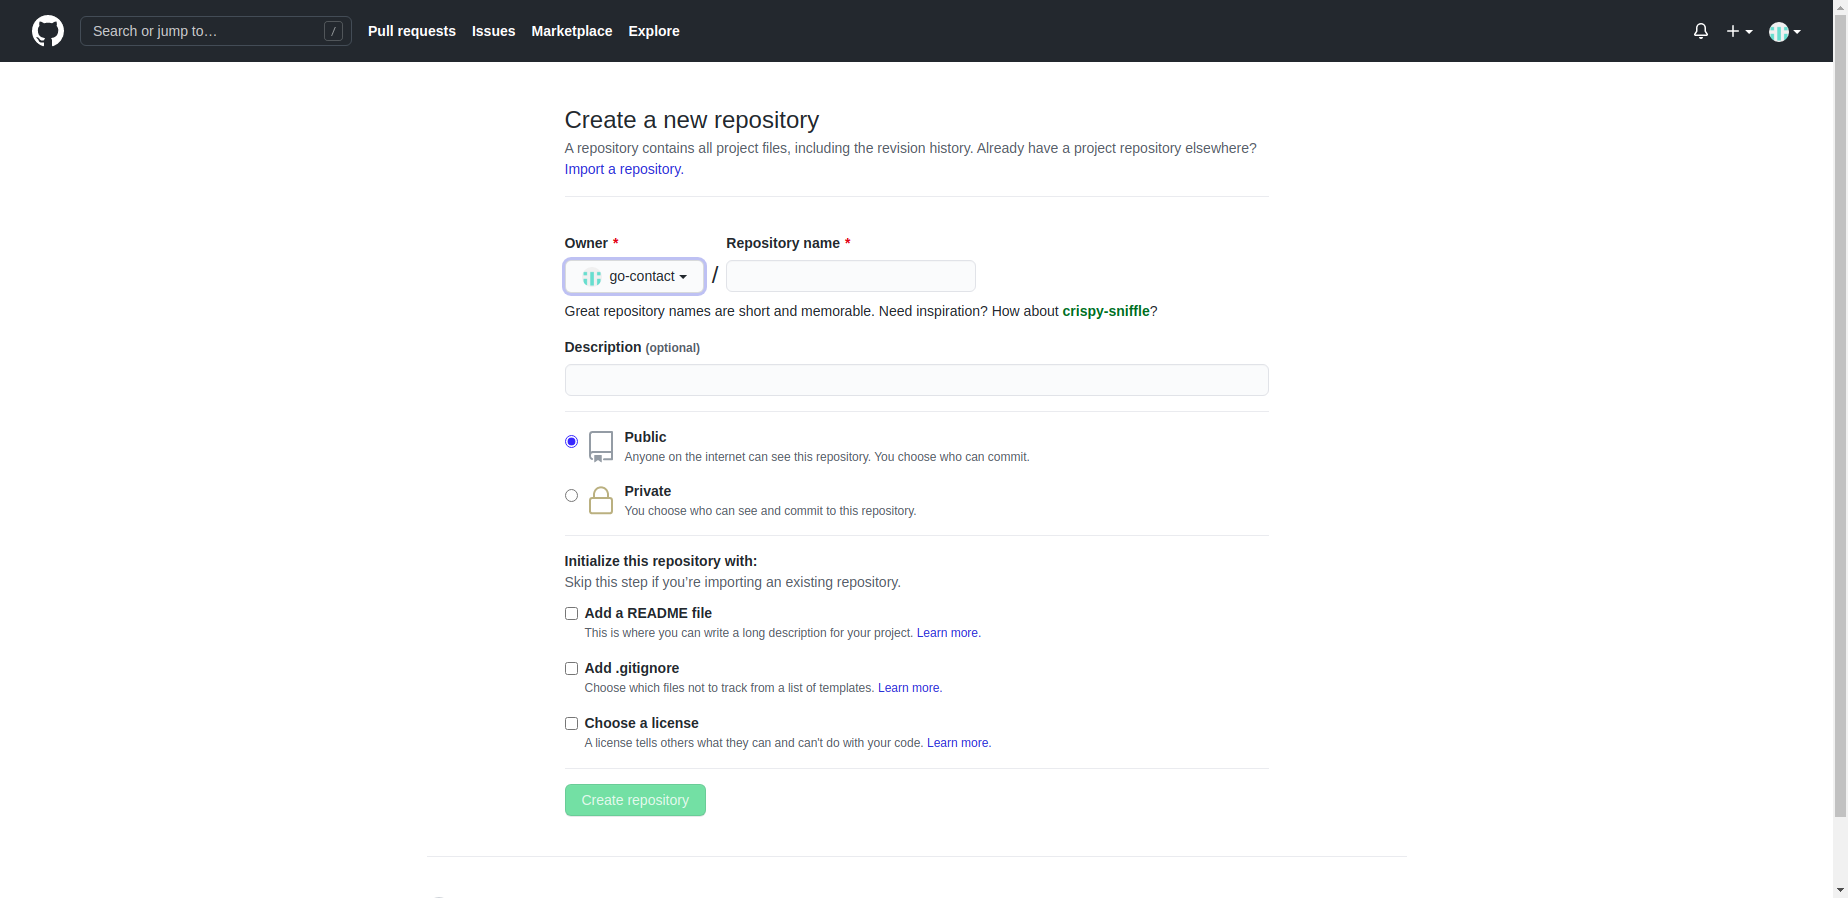 Search or jump to… /
Pull requests Issues Marketplace Explore
Create a new repository
A repository contains all project files, including the revision history. Already have a project repository elsewhere?
Import a repository.
Owner * Repository name *
go-contact /
Great repository names are short and memorable. Need inspiration? How about crispy-sniffle?
Description (optional)
Public
Anyone on the internet can see this repository. You choose who can commit.
Private
You choose who can see and commit to this repository.
Initialize this repository with:
Skip this step if you’re importing an existing repository.
Add a README file
This is where you can write a long description for your project. Learn more.
Add .gitignore
Choose which files not to track from a list of templates. Learn more.
Choose a license
A license tells others what they can and can't do with your code. Learn more.
Create repository